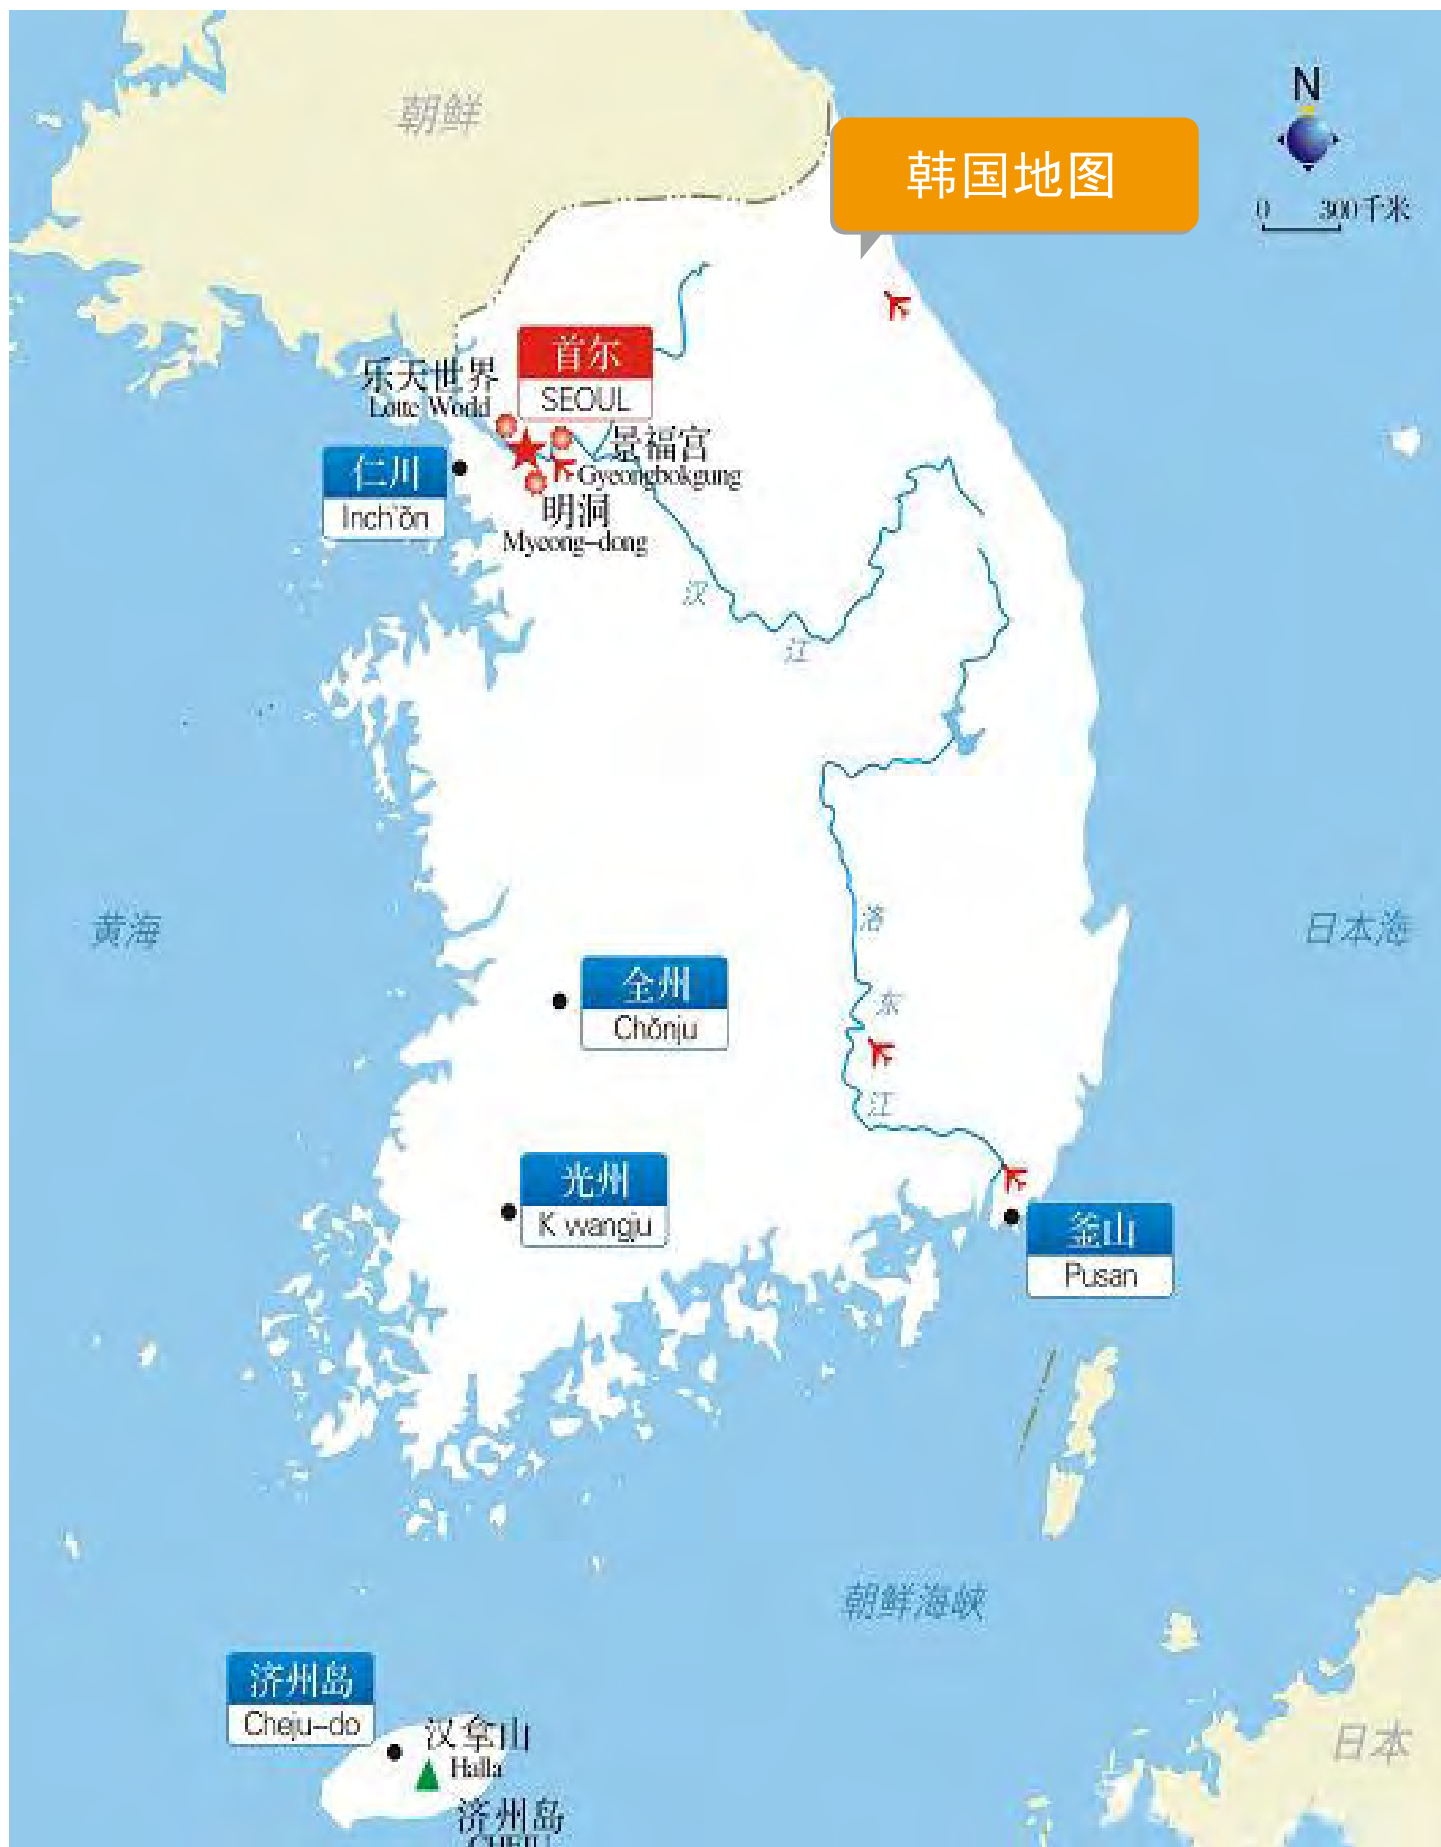 朝鲜
N
韩国地图
0 300千米
首尔
SEOUL
乐天世界
Lotte World
景福宫
Gyeongbokgung
仁川
Inch'ŏn
明洞
Myeong-dong
汉
江
黄海
日本海
洛
东
江
全州
Chŏnju
光州
K wangju
釜山
Pusan
朝鲜海峡
济州岛
Cheju-do
汉拿山
Halla
日本
济州岛
CHEJU